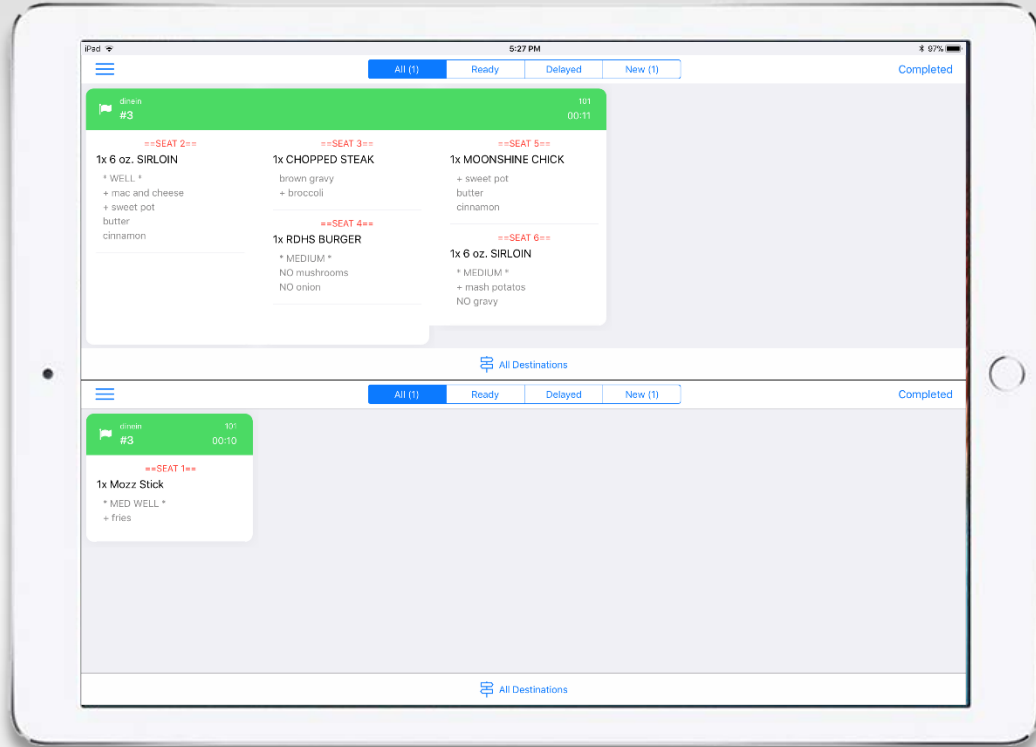 iPad 5:27 PM 97%
All (1) Ready Delayed New (1) Completed
dinein 101
#3 00:11
==SEAT 2==
1x 6 oz. SIRLOIN
* WELL *
+ mac and cheese
+ sweet pot
butter
cinnamon
==SEAT 3==
1x CHOPPED STEAK
brown gravy
+ broccoli
==SEAT 4==
1x RDHS BURGER
* MEDIUM *
NO mushrooms
NO onion
==SEAT 5==
1x MOONSHINE CHICK
+ sweet pot
butter
cinnamon
==SEAT 6==
1x 6 oz. SIRLOIN
* MEDIUM *
+ mash potatos
NO gravy
All Destinations
All (1) Ready Delayed New (1) Completed
dinein 101
#3 00:10
==SEAT 1==
1x Mozz Stick
* MED WELL *
+ fries
All Destinations